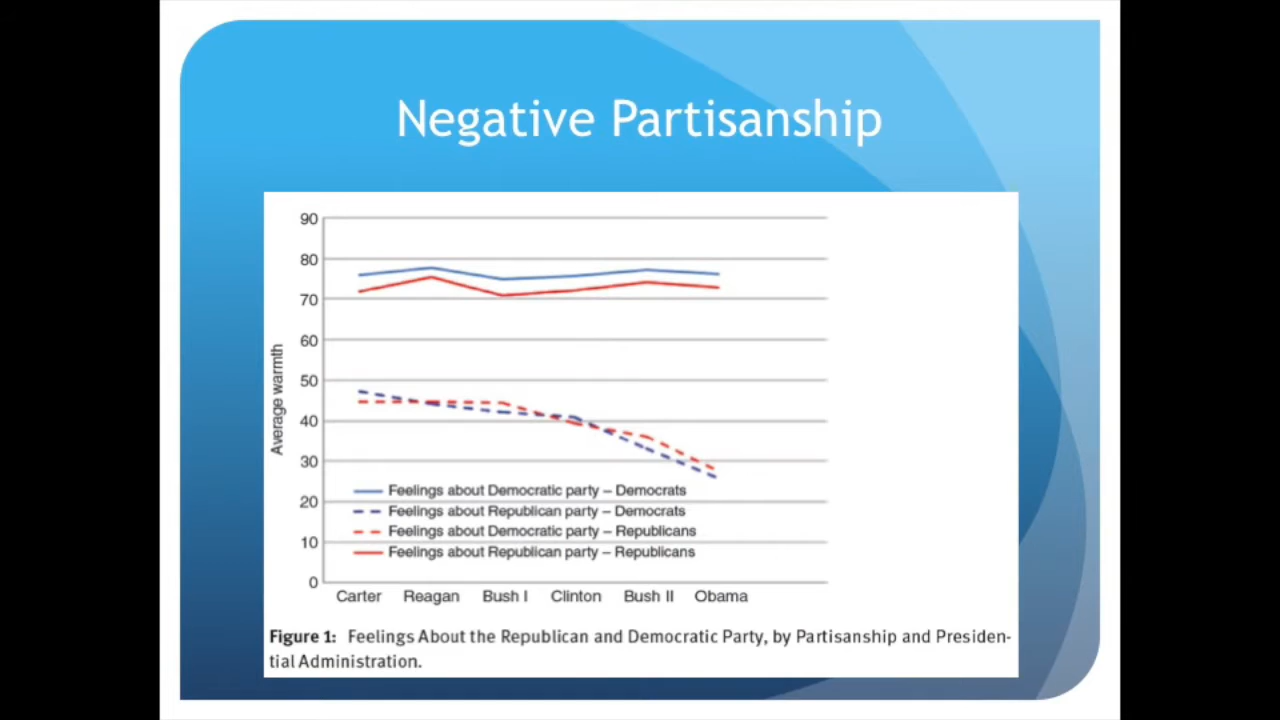 Negative Partisanship
90
80
70
60
50
40
30
20
10
0
Average warmth
Feelings about Democratic party – Democrats
Feelings about Republican party – Democrats
Feelings about Democratic party – Republicans
Feelings about Republican party – Republicans
Carter Reagan Bush I Clinton Bush II Obama
Figure 1: Feelings About the Republican and Democratic Party, by Partisanship and Presiden-
tial Administration.